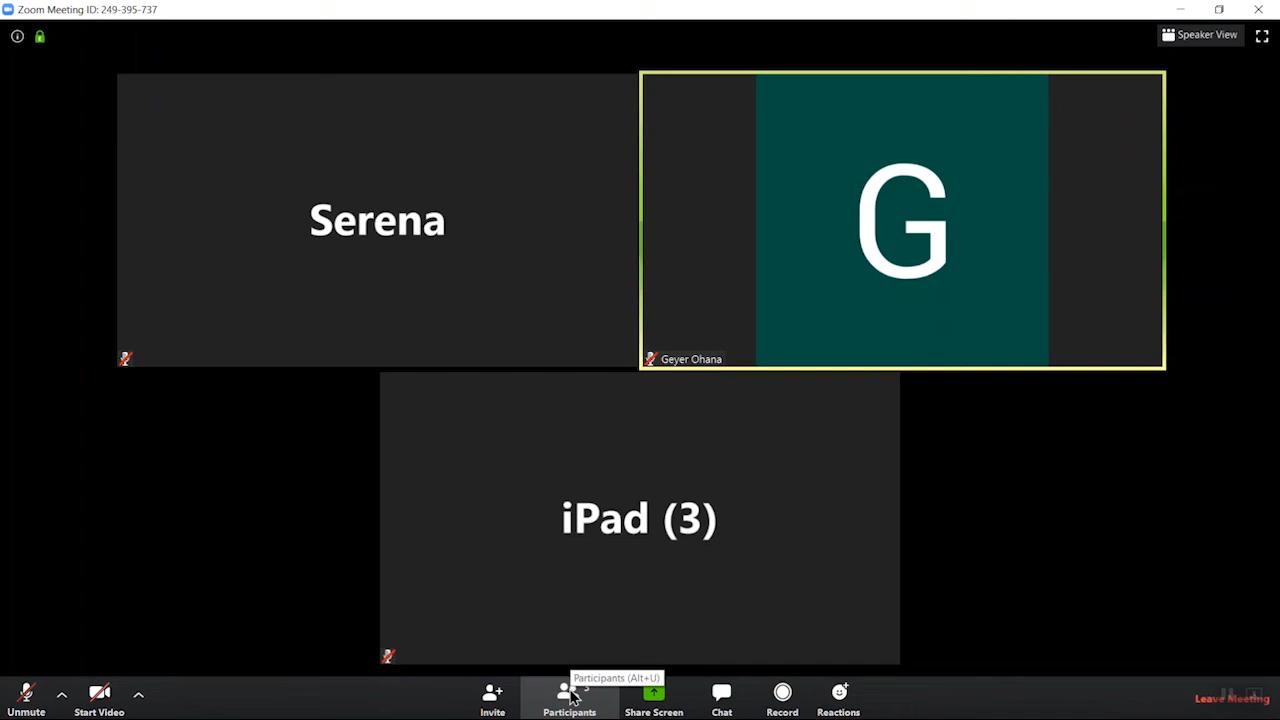 Zoom Meeting ID: 249-395-737
Speaker View
Serena
G
Geyer Ohana
iPad (3)
Participants (Alt+U)
3
Unmute
Start Video
Invite
Participants
Share Screen
Chat
Record
Reactions
Leave Meeting